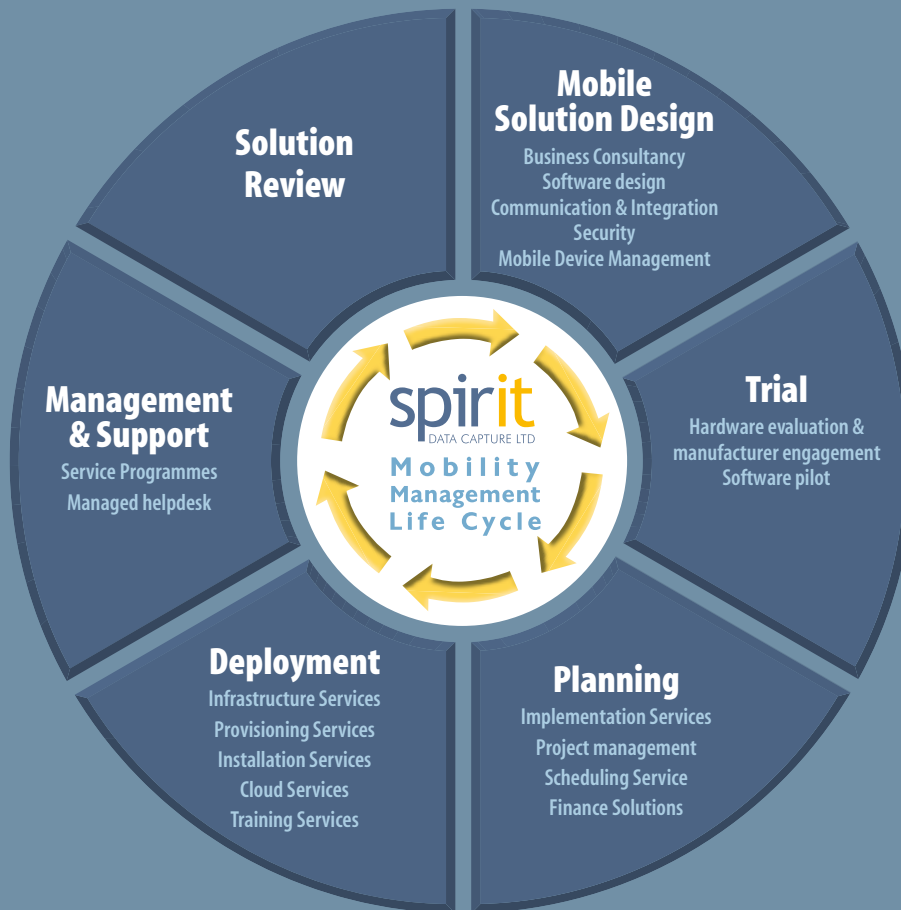 Solution
Review
Mobile
Solution Design
Business Consultancy
Software design
Communication & Integration
Security
Mobile Device Management
Trial
Hardware evaluation &
manufacturer engagement
Software pilot
Planning
Implementation Services
Project management
Scheduling Service
Finance Solutions
Deployment
Infrastructure Services
Provisioning Services
Installation Services
Cloud Services
Training Services
Management
& Support
Service Programmes
Managed helpdesk
spirit
DATA CAPTURE LTD
Mobility
Management
Life Cycle